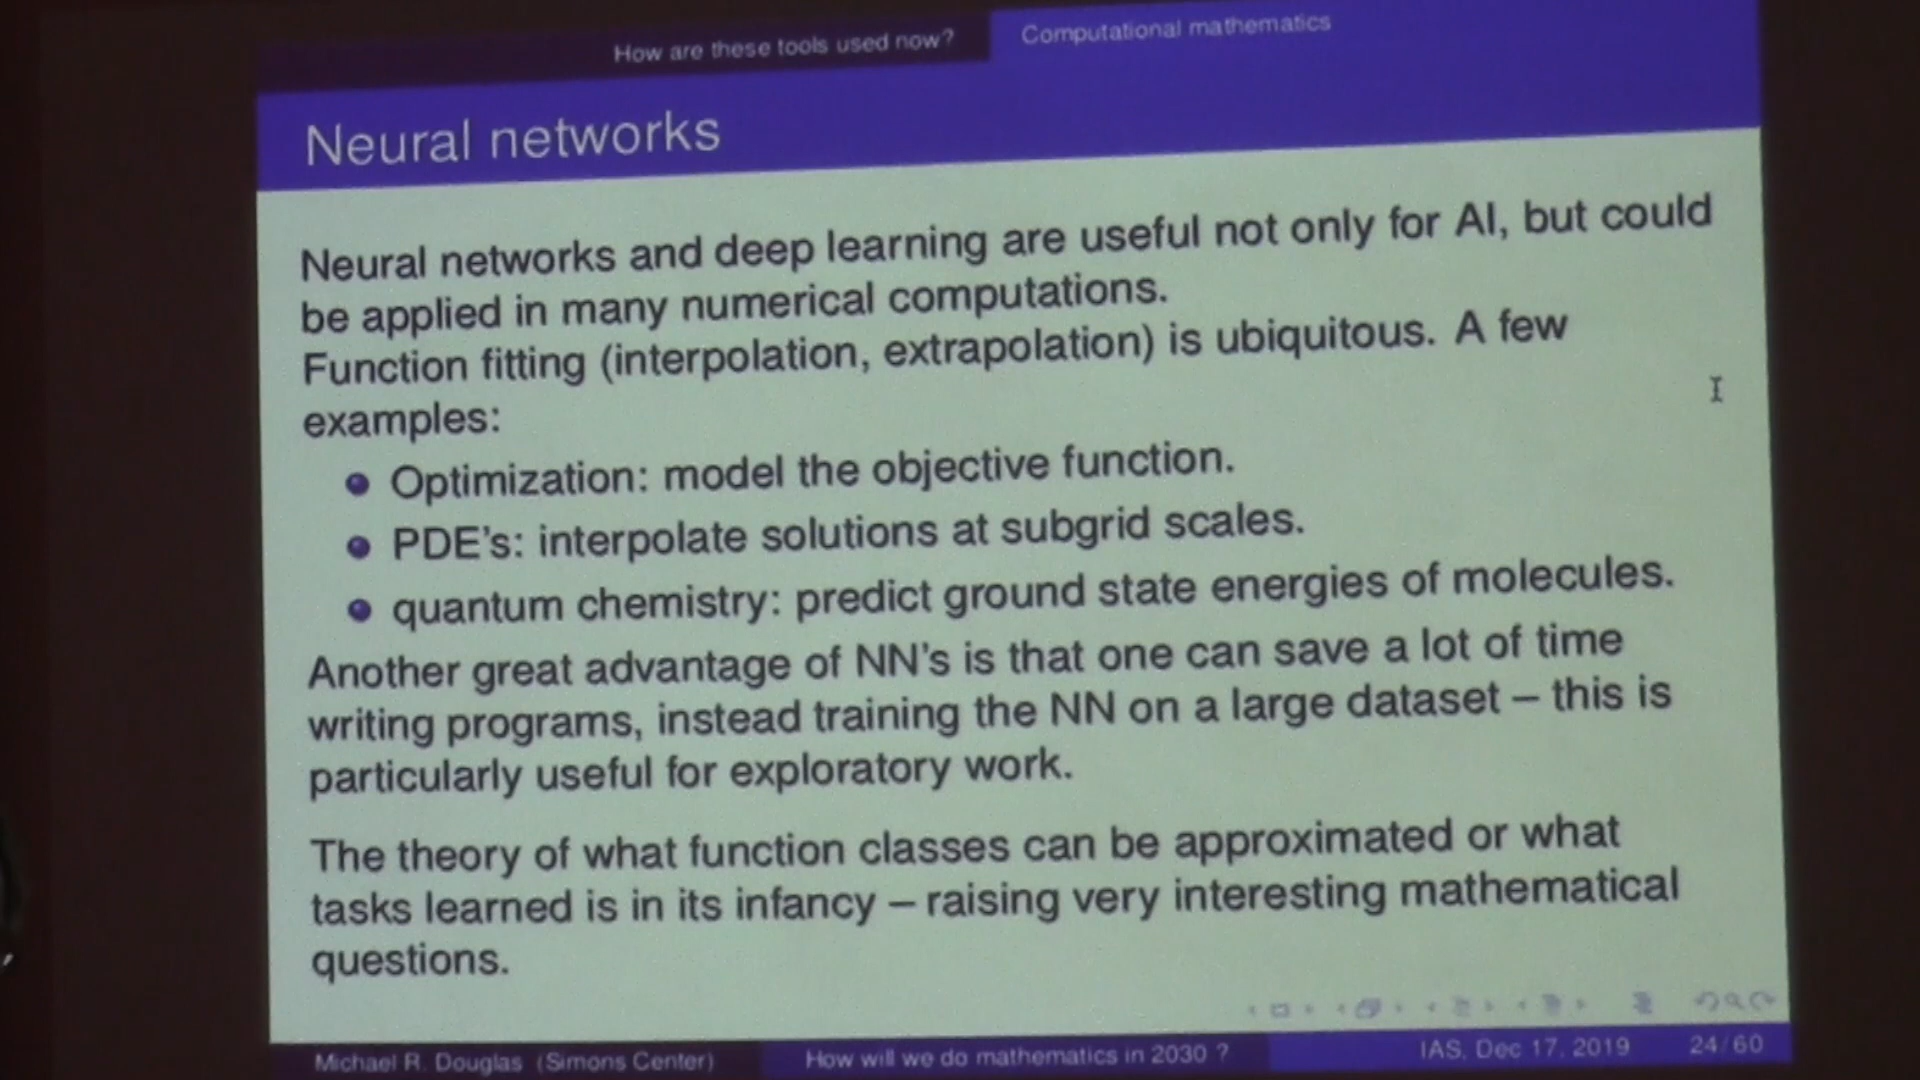 How are these tools used now?
Computational mathematics
Neural networks
Neural networks and deep learning are useful not only for AI, but could
be applied in many numerical computations.
Function fitting (interpolation, extrapolation) is ubiquitous. A few
examples:
Optimization: model the objective function.
PDE's: interpolate solutions at subgrid scales.
quantum chemistry: predict ground state energies of molecules.
Another great advantage of NN's is that one can save a lot of time
writing programs, instead training the NN on a large dataset – this is
particularly useful for exploratory work.
The theory of what function classes can be approximated or what
tasks learned is in its infancy – raising very interesting mathematical
questions.
Michael R. Douglas (Simons Center)
How will we do mathematics in 2030 ?
IAS, Dec 17, 2019
24/60